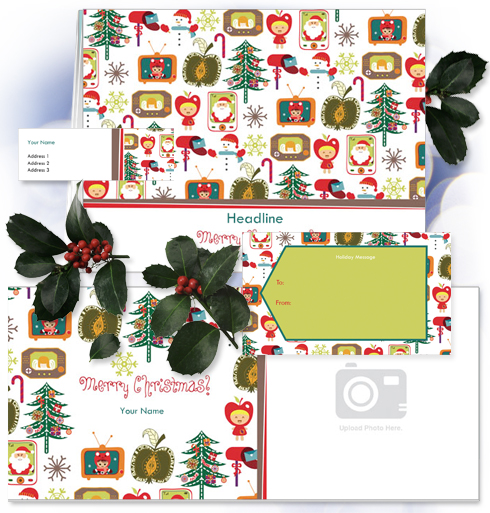 Your Name
Address 1
Address 2
Address 3
Headline
Merry
Holiday Message
To:
From:
Merry Christmas!
Your Name
Upload Photo Here.